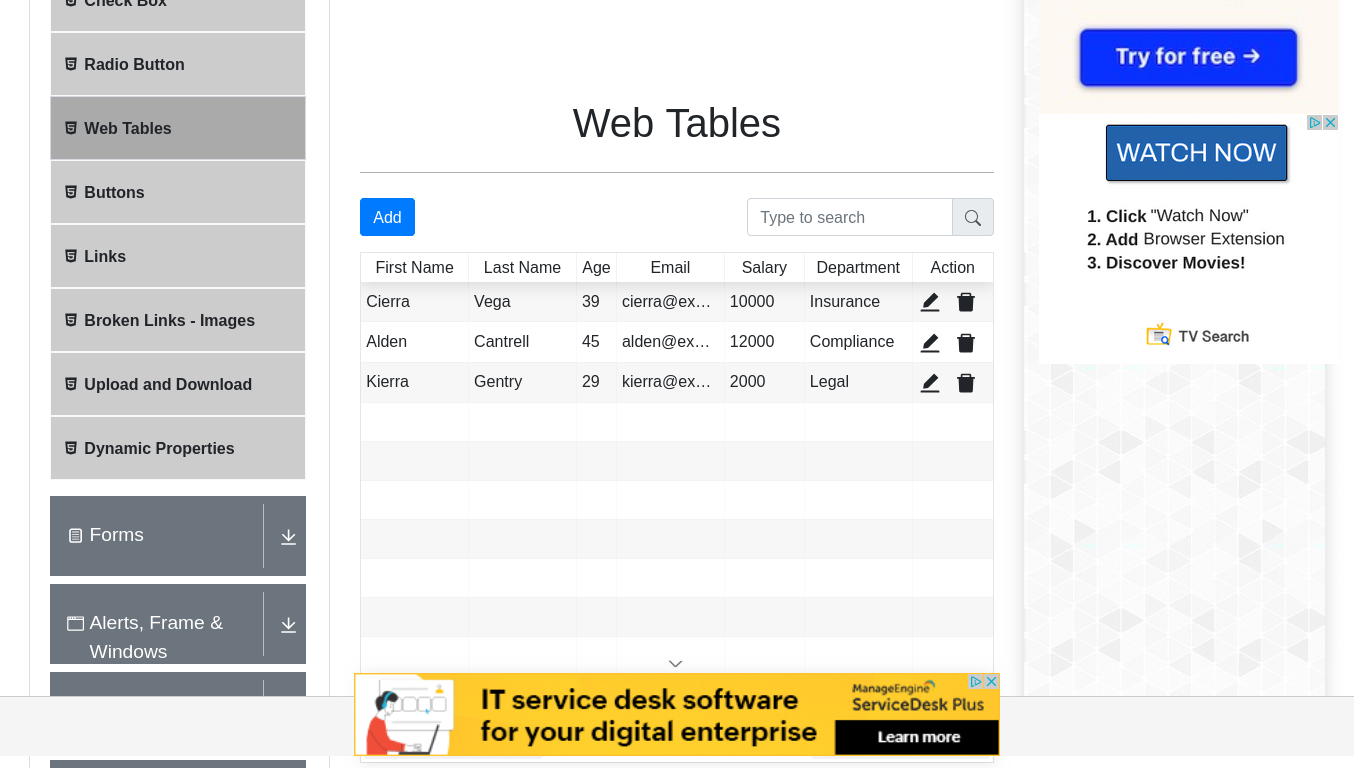 Check Box
Radio Button
Web Tables
Buttons
Links
Broken Links - Images
Upload and Download
Dynamic Properties
Forms
Alerts, Frame &
Windows
Web Tables
Add
Type to search
First Name Last Name Age Email Salary Department Action
Cierra Vega 39 cierra@ex… 10000 Insurance
Alden Cantrell 45 alden@ex… 12000 Compliance
Kierra Gentry 29 kierra@ex… 2000 Legal
Try for free →
WATCH NOW
1. Click "Watch Now"
2. Add Browser Extension
3. Discover Movies!
TV Search
IT service desk software
for your digital enterprise
ManageEngine
ServiceDesk Plus
Learn more